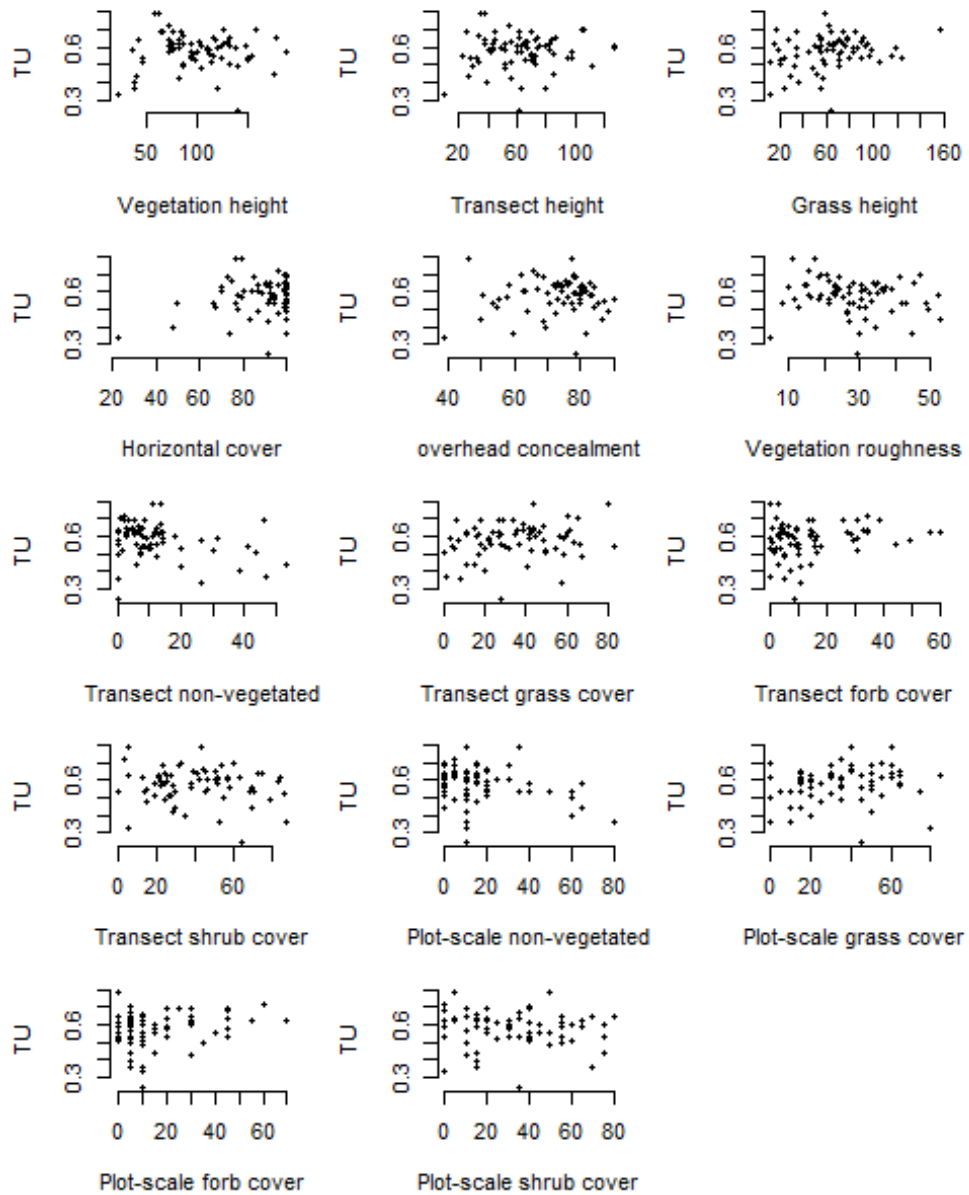 TU 0.3 0.6
50 100
Vegetation height
TU 0.3 0.6
20 60 100
Transect height
TU 0.3 0.6
20 60 100 160
Grass height
TU 0.3 0.6
20 40 60 80
Horizontal cover
TU 0.3 0.6
40 60 80
overhead concealment
TU 0.3 0.6
10 30 50
Vegetation roughness
TU 0.3 0.6
0 20 40
Transect non-vegetated
TU 0.3 0.6
0 20 40 60 80
Transect grass cover
TU 0.3 0.6
0 20 40 60
Transect forb cover
TU 0.3 0.6
0 20 60
Transect shrub cover
TU 0.3 0.6
0 20 40 60 80
Plot-scale non-vegetated
TU 0.3 0.6
0 20 60
Plot-scale grass cover
TU 0.3 0.6
0 20 40 60
Plot-scale forb cover
TU 0.3 0.6
0 20 40 60 80
Plot-scale shrub cover